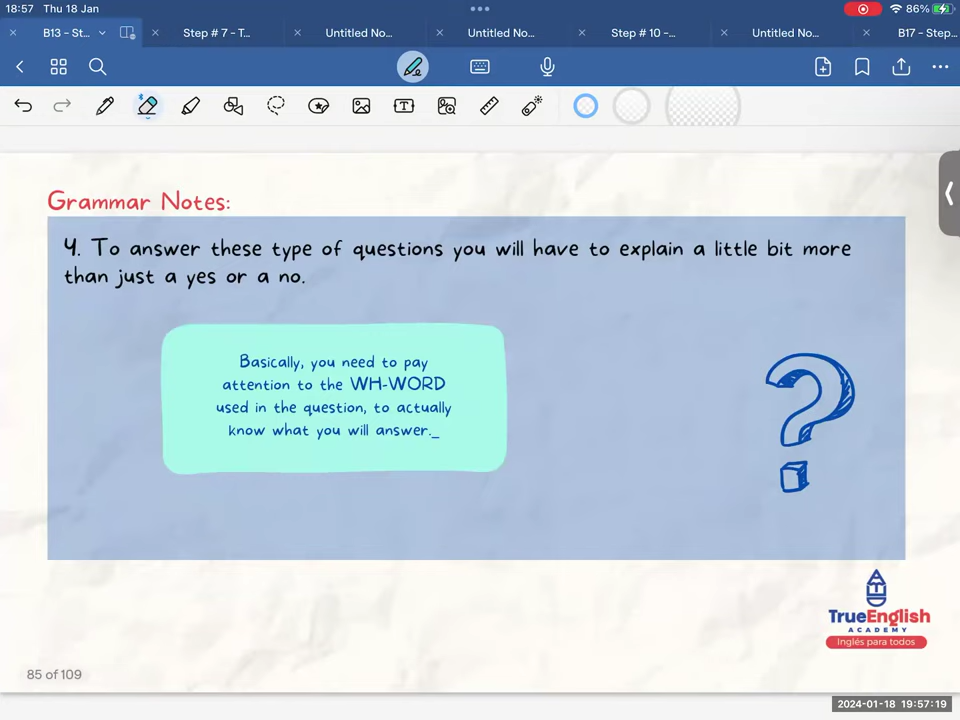 18:57 Thu 18 Jan
86%
B13 - St...
Step # 7 - T...
Untitled No...
Untitled No...
Step # 10 -...
Untitled No...
B17 - Step...
Grammar Notes:
4. To answer these type of questions you will have to explain a little bit more
than just a yes or a no.
Basically, you need to pay
attention to the WH-WORD
used in the question, to actually
know what you will answer._
TrueEnglish
ACADEMY
Inglés para todos
85 of 109
2024-01-18 19:57:19